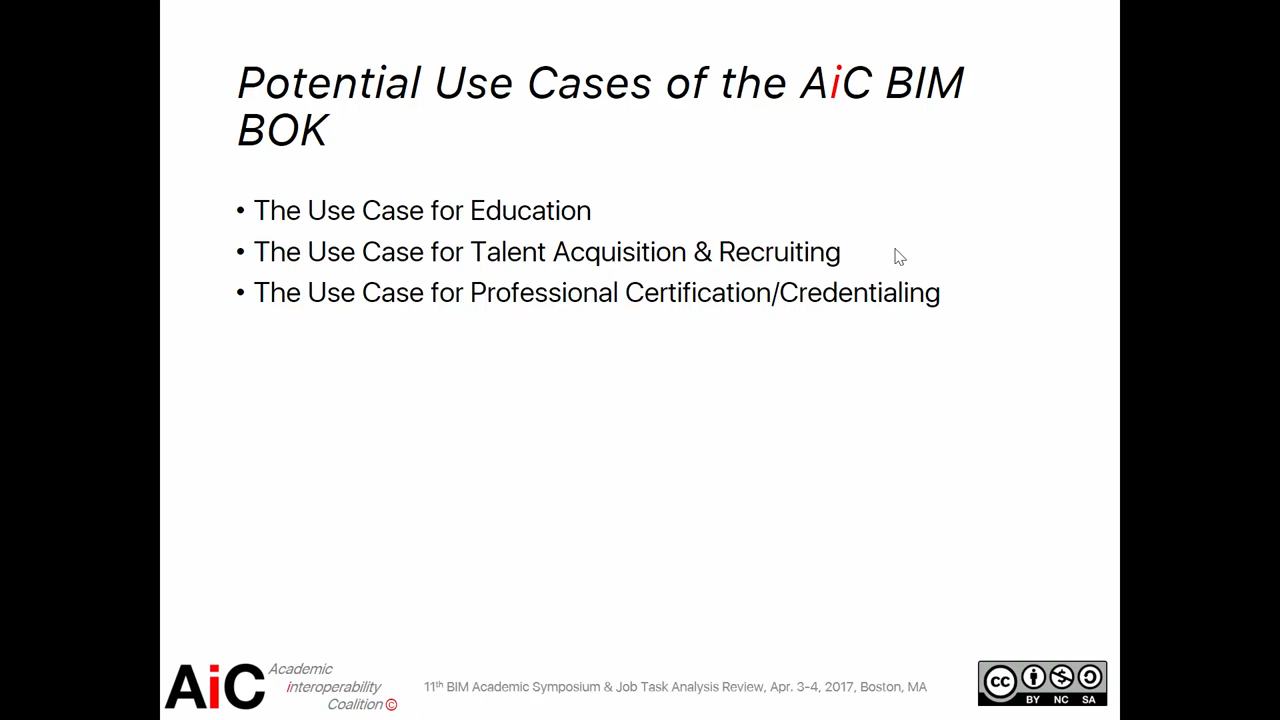 Potential Use Cases of the AiC BIM
BOK
• The Use Case for Education
• The Use Case for Talent Acquisition & Recruiting
• The Use Case for Professional Certification/Credentialing
AiC
Academic
interoperability
Coalition ©
11th BIM Academic Symposium & Job Task Analysis Review, Apr. 3-4, 2017, Boston, MA
cc
BY NC SA